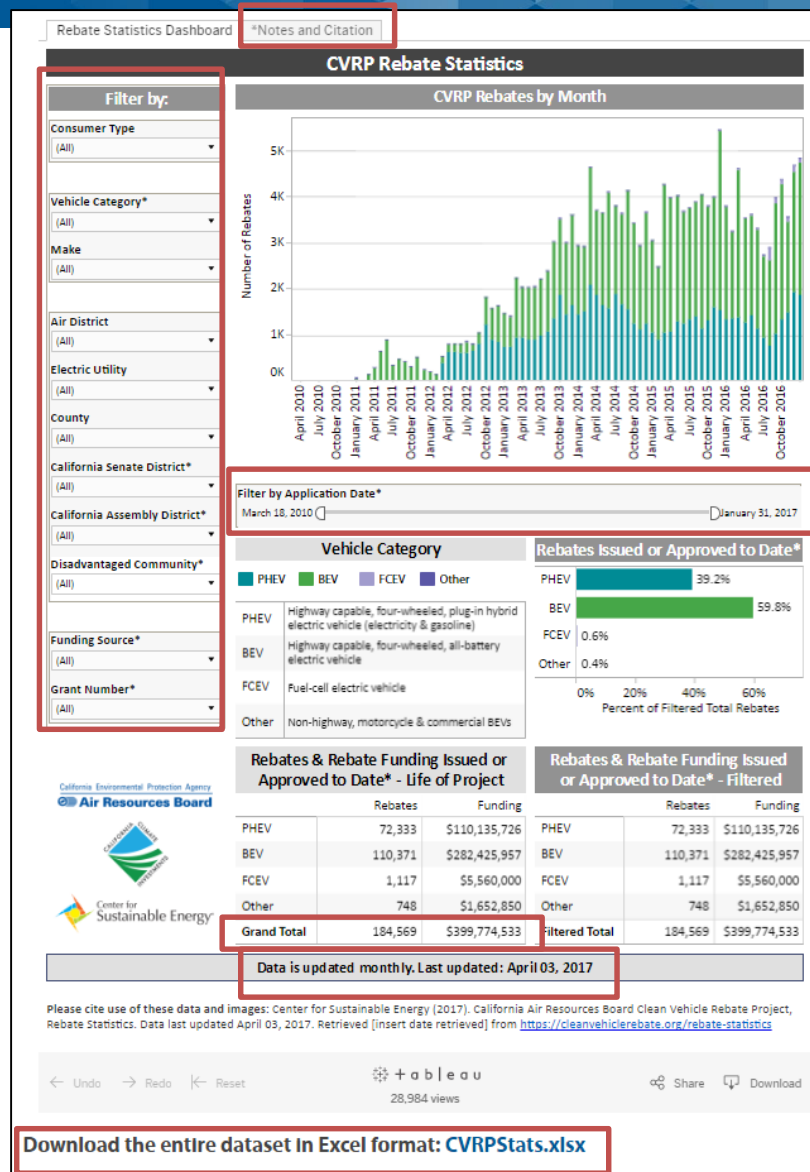 Rebate Statistics Dashboard
*Notes and Citation
CVRP Rebate Statistics
Filter by:
Consumer Type
(All)
Vehicle Category*
(All)
Make
(All)
Air District
(All)
Electric Utility
(All)
County
(All)
California Senate District*
(All)
California Assembly District*
(All)
Disadvantaged Community*
(All)
Funding Source*
(All)
Grant Number*
(All)
CVRP Rebates by Month
Number of Rebates
5K
4K
3K
2K
1K
0K
April 2010
July 2010
October 2010
January 2011
April 2011
July 2011
October 2011
January 2012
April 2012
July 2012
October 2012
January 2013
April 2013
July 2013
October 2013
January 2014
April 2014
July 2014
October 2014
January 2015
April 2015
July 2015
October 2015
January 2016
April 2016
July 2016
October 2016
Filter by Application Date*
March 18, 2010
January 31, 2017
Vehicle Category
PHEV BEV FCEV Other
PHEV Highway capable, four-wheeled, plug-in hybrid
electric vehicle (electricity & gasoline)
BEV Highway capable, four-wheeled, all-battery
electric vehicle
FCEV Fuel-cell electric vehicle
Other Non-highway, motorcycle & commercial BEVs
Rebates Issued or Approved to Date*
PHEV 39.2%
BEV 59.8%
FCEV 0.6%
Other 0.4%
0% 20% 40% 60%
Percent of Filtered Total Rebates
California Environmental Protection Agency
Air Resources Board
CALIFORNIA CLIMATE
INVESTMENTS
Center for
Sustainable Energy
Rebates & Rebate Funding Issued or
Approved to Date* - Life of Project
Rebates Funding
PHEV 72,333 $110,135,726
BEV 110,371 $282,425,957
FCEV 1,117 $5,560,000
Other 748 $1,652,850
Grand Total 184,569 $399,774,533
Rebates & Rebate Funding Issued
or Approved to Date* - Filtered
Rebates Funding
PHEV 72,333 $110,135,726
BEV 110,371 $282,425,957
FCEV 1,117 $5,560,000
Other 748 $1,652,850
Filtered Total 184,569 $399,774,533
Data is updated monthly. Last updated: April 03, 2017
Please cite use of these data and images: Center for Sustainable Energy (2017). California Air Resources Board Clean Vehicle Rebate Project,
Rebate Statistics. Data last updated April 03, 2017. Retrieved [insert date retrieved] from https://cleanvehiclerebate.org/rebate-statistics
Undo Redo Reset
+ a b l e a u
28,984 views
Share Download
Download the entire dataset in Excel format: CVRPStats.xlsx